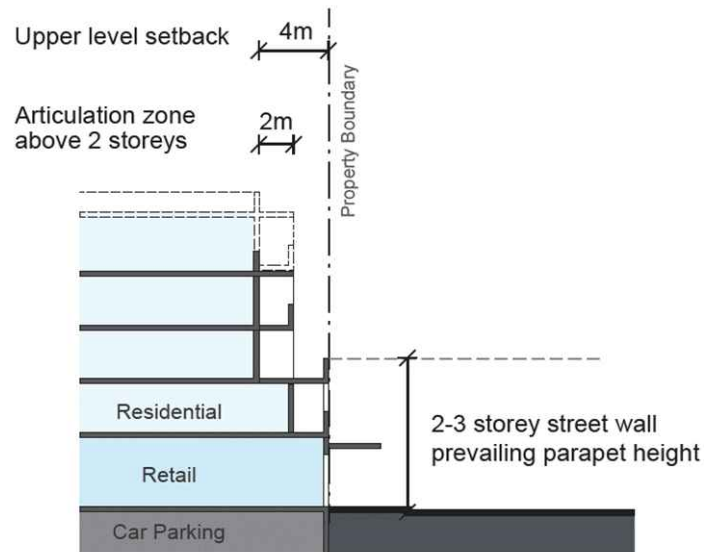 Upper level setback
4m
Articulation zone
above 2 storeys
2m
Property Boundary
Residential
Retail
Car Parking
2-3 storey street wall
prevailing parapet height